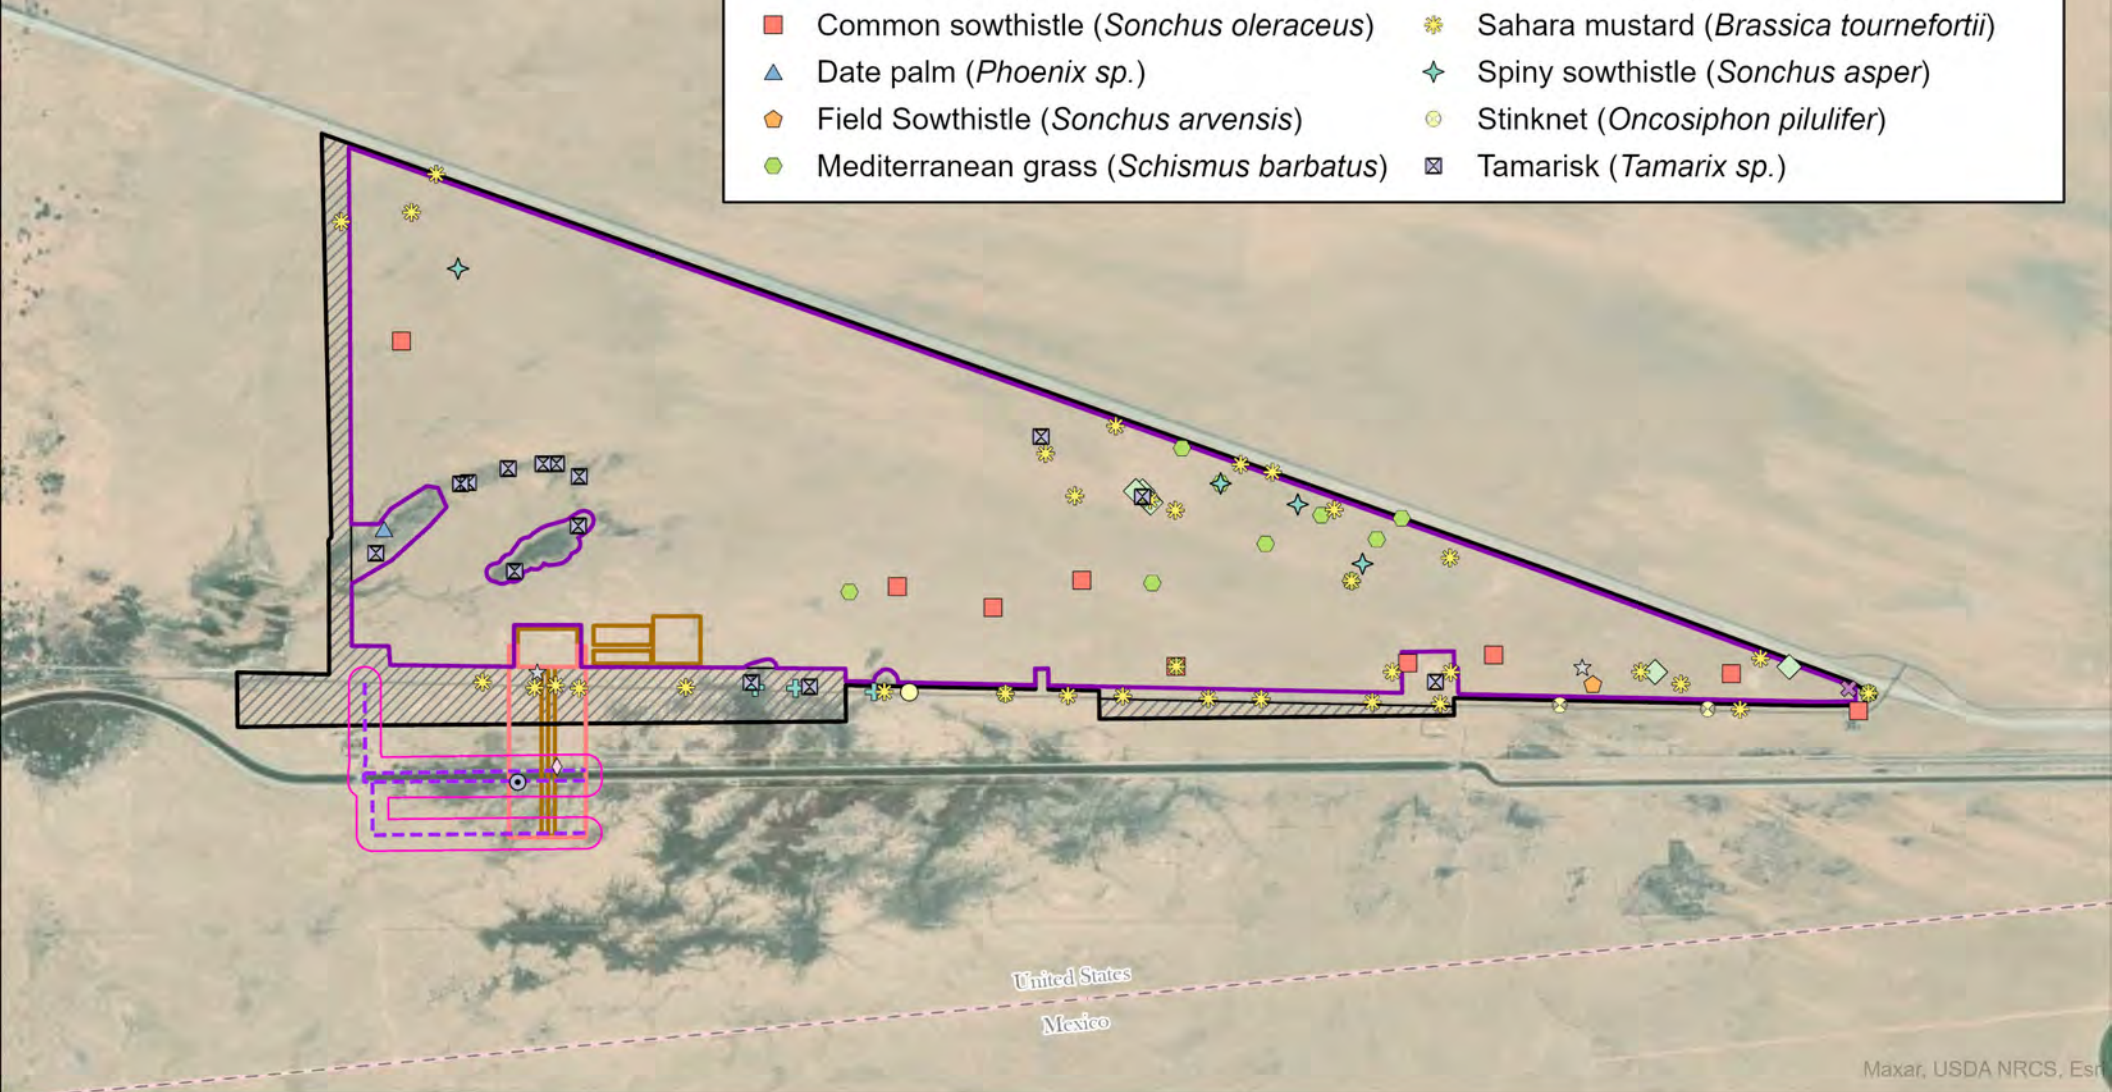 Common sowthistle (Sonchus oleraceus)
Date palm (Phoenix sp.)
Field Sowthistle (Sonchus arvensis)
Mediterranean grass (Schismus barbatus)
Sahara mustard (Brassica tournefortii)
Spiny sowthistle (Sonchus asper)
Stinknet (Oncosiphon pilulifer)
Tamarisk (Tamarix sp.)
United States
Mexico
Maxar, USDA NRCS, Esri